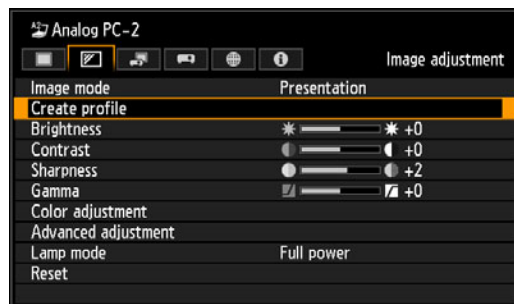 Analog PC-2
Image adjustment
Image mode Presentation
Create profile
Brightness +0
Contrast +0
Sharpness +2
Gamma +0
Color adjustment
Advanced adjustment
Lamp mode Full power
Reset